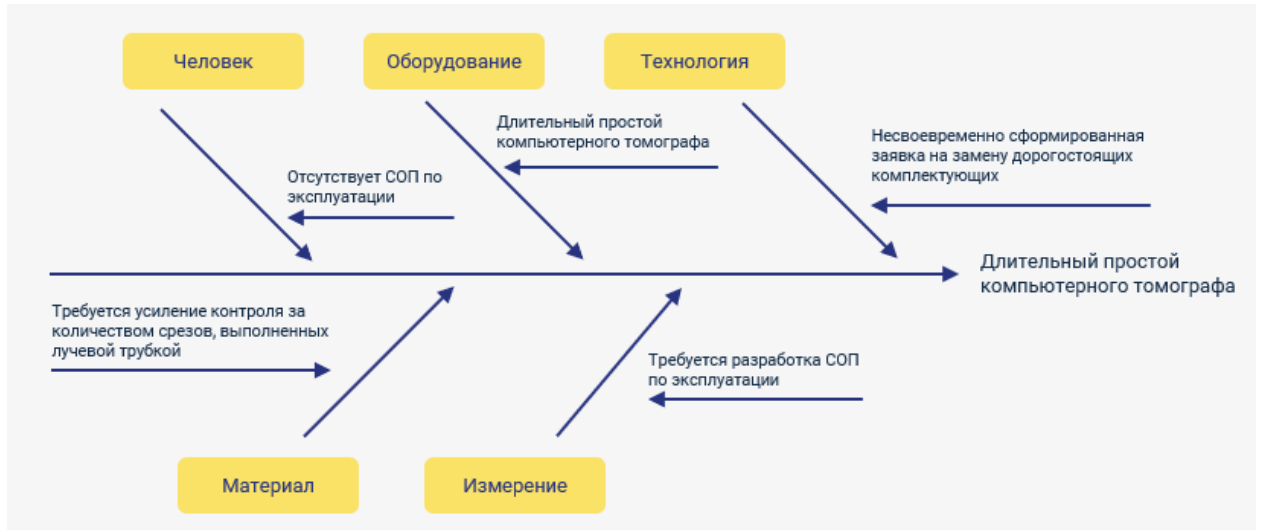 Человек
Оборудование
Технология
Длительный простой
компьютерного томографа
Несвоевременно сформированная
заявка на замену дорогостоящих
комплектующих
Отсутствует СОП по
эксплуатации
Длительный простой
компьютерного томографа
Требуется усиление контроля за
количеством срезов, выполненных
лучевой трубкой
Требуется разработка СОП
по эксплуатации
Материал
Измерение